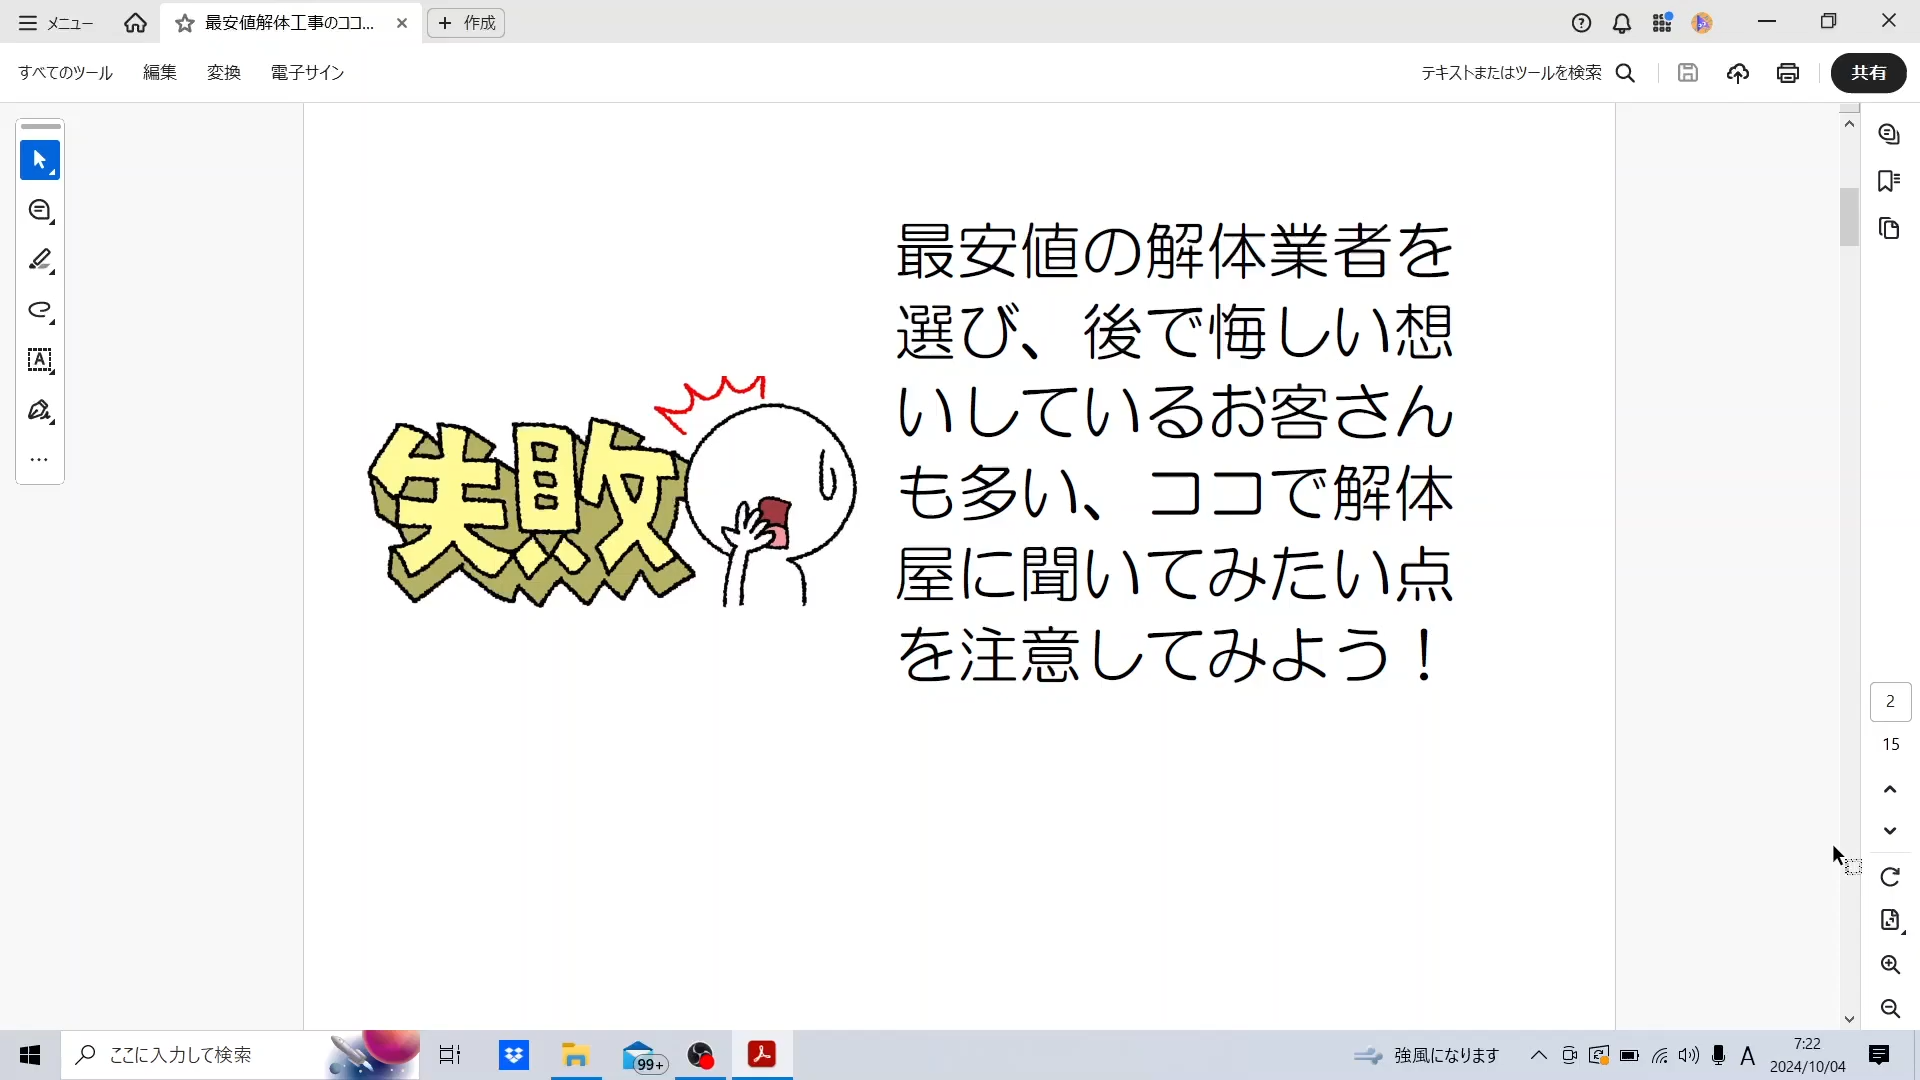 メニュー
最安値解体工事のココ...
作成
すべてのツール
編集
変換
電子サイン
テキストまたはツールを検索
共有
失敗
最安値の解体業者を
選び、後で悔しい想
いしているお客さん
も多い、ココで解体
屋に聞いてみたい点
を注意してみよう！
2
15
ここに入力して検索
99+
強風になります
A
7:22
2024/10/04